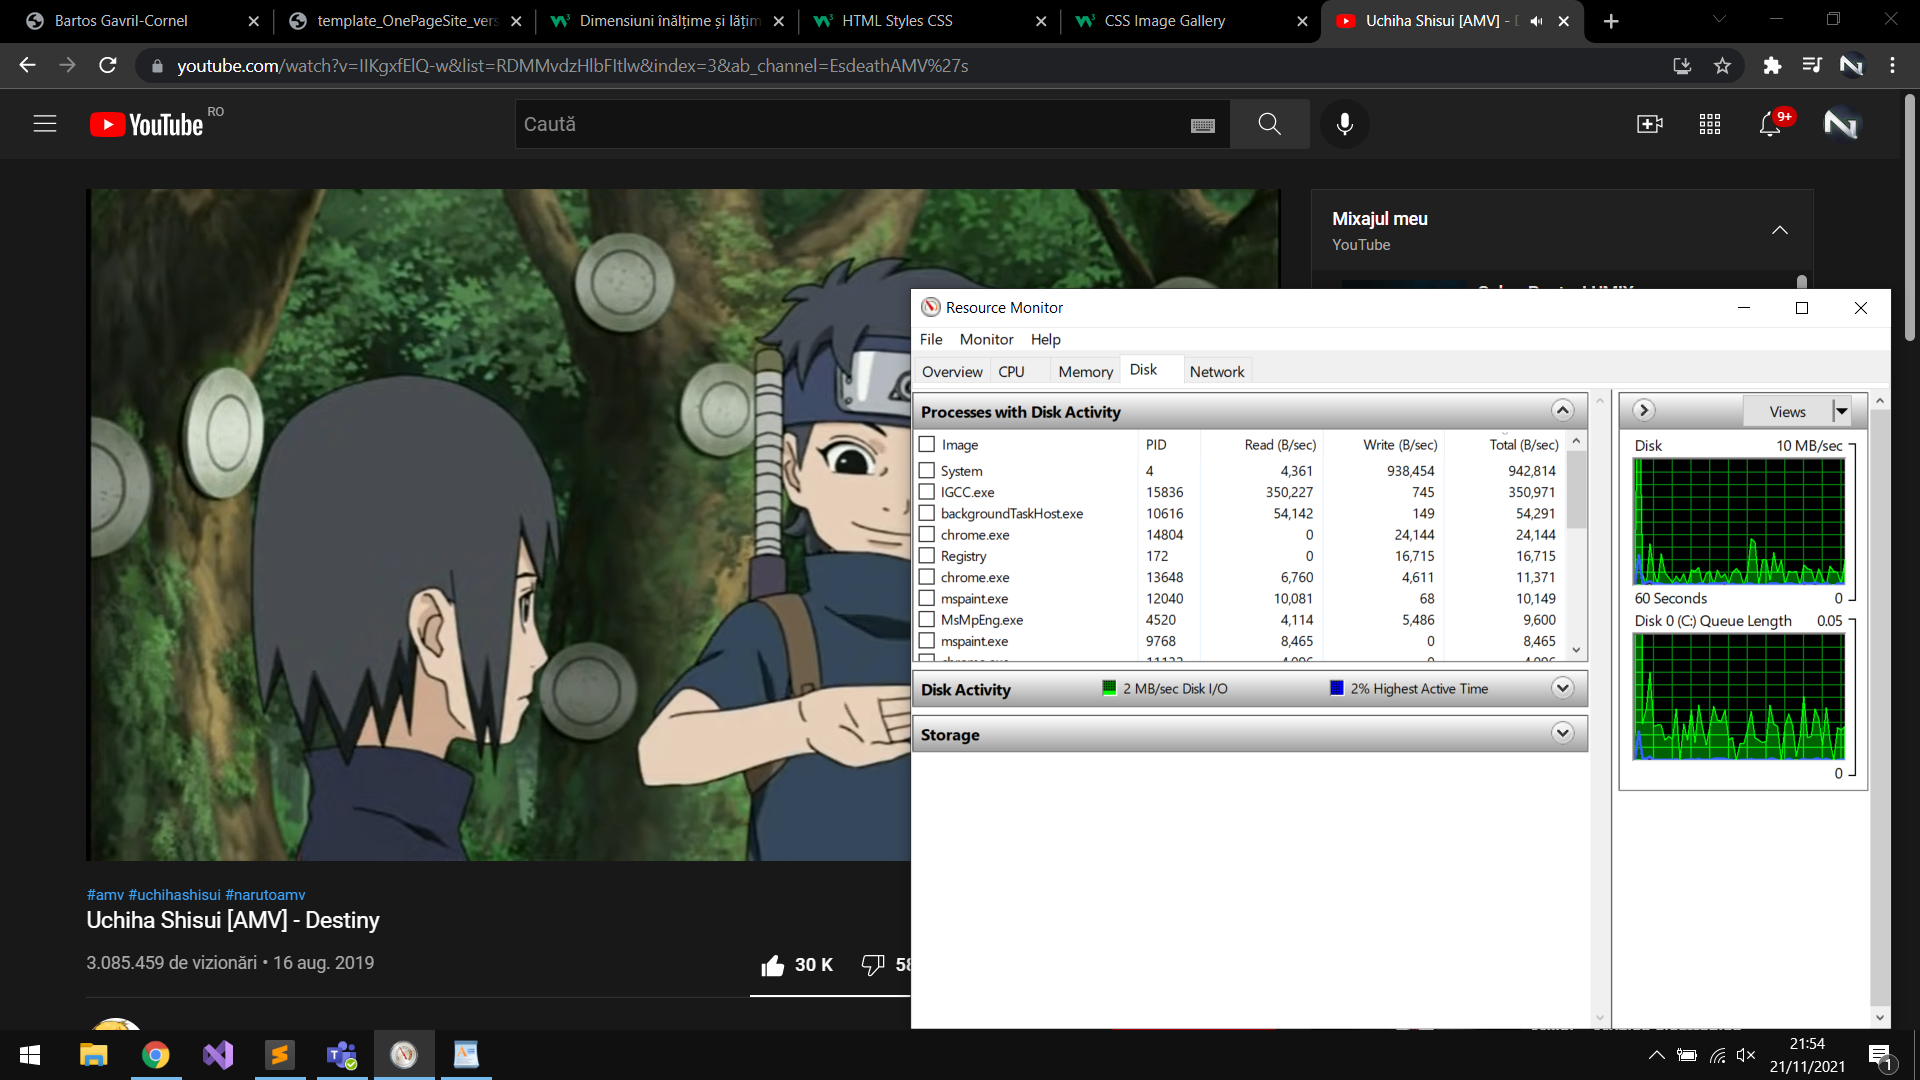 Bartos Gavril-Cornel
template_OnePageSite_vers
Dimensiuni înălțime și lățim
HTML Styles CSS
CSS Image Gallery
Uchiha Shisui [AMV] - D
youtube.com/watch?v=IIKgxfElQ-w&list=RDMMvdzHlbFItlw&index=3&ab_channel=EsdeathAMV%27s
YouTube RO
Caută
9+
Mixajul meu
YouTube
Resource Monitor
File Monitor Help
Overview CPU Memory Disk Network
Processes with Disk Activity
Image PID Read (B/sec) Write (B/sec) Total (B/sec)
System 4 4,361 938,454 942,814
IGCC.exe 15836 350,227 745 350,971
backgroundTaskHost.exe 10616 54,142 149 54,291
chrome.exe 14804 0 24,144 24,144
Registry 172 0 16,715 16,715
chrome.exe 13648 6,760 4,611 11,371
mspaint.exe 12040 10,081 68 10,149
MsMpEng.exe 4520 4,114 5,486 9,600
mspaint.exe 9768 8,465 0 8,465
Disk Activity 2 MB/sec Disk I/O 2% Highest Active Time
Storage
Views
Disk 10 MB/sec
60 Seconds 0
Disk 0 (C:) Queue Length 0.05
0
#amv #uchihashisui #narutoamv
Uchiha Shisui [AMV] - Destiny
3.085.459 de vizionări • 16 aug. 2019
30 K
58
21:54
21/11/2021
1